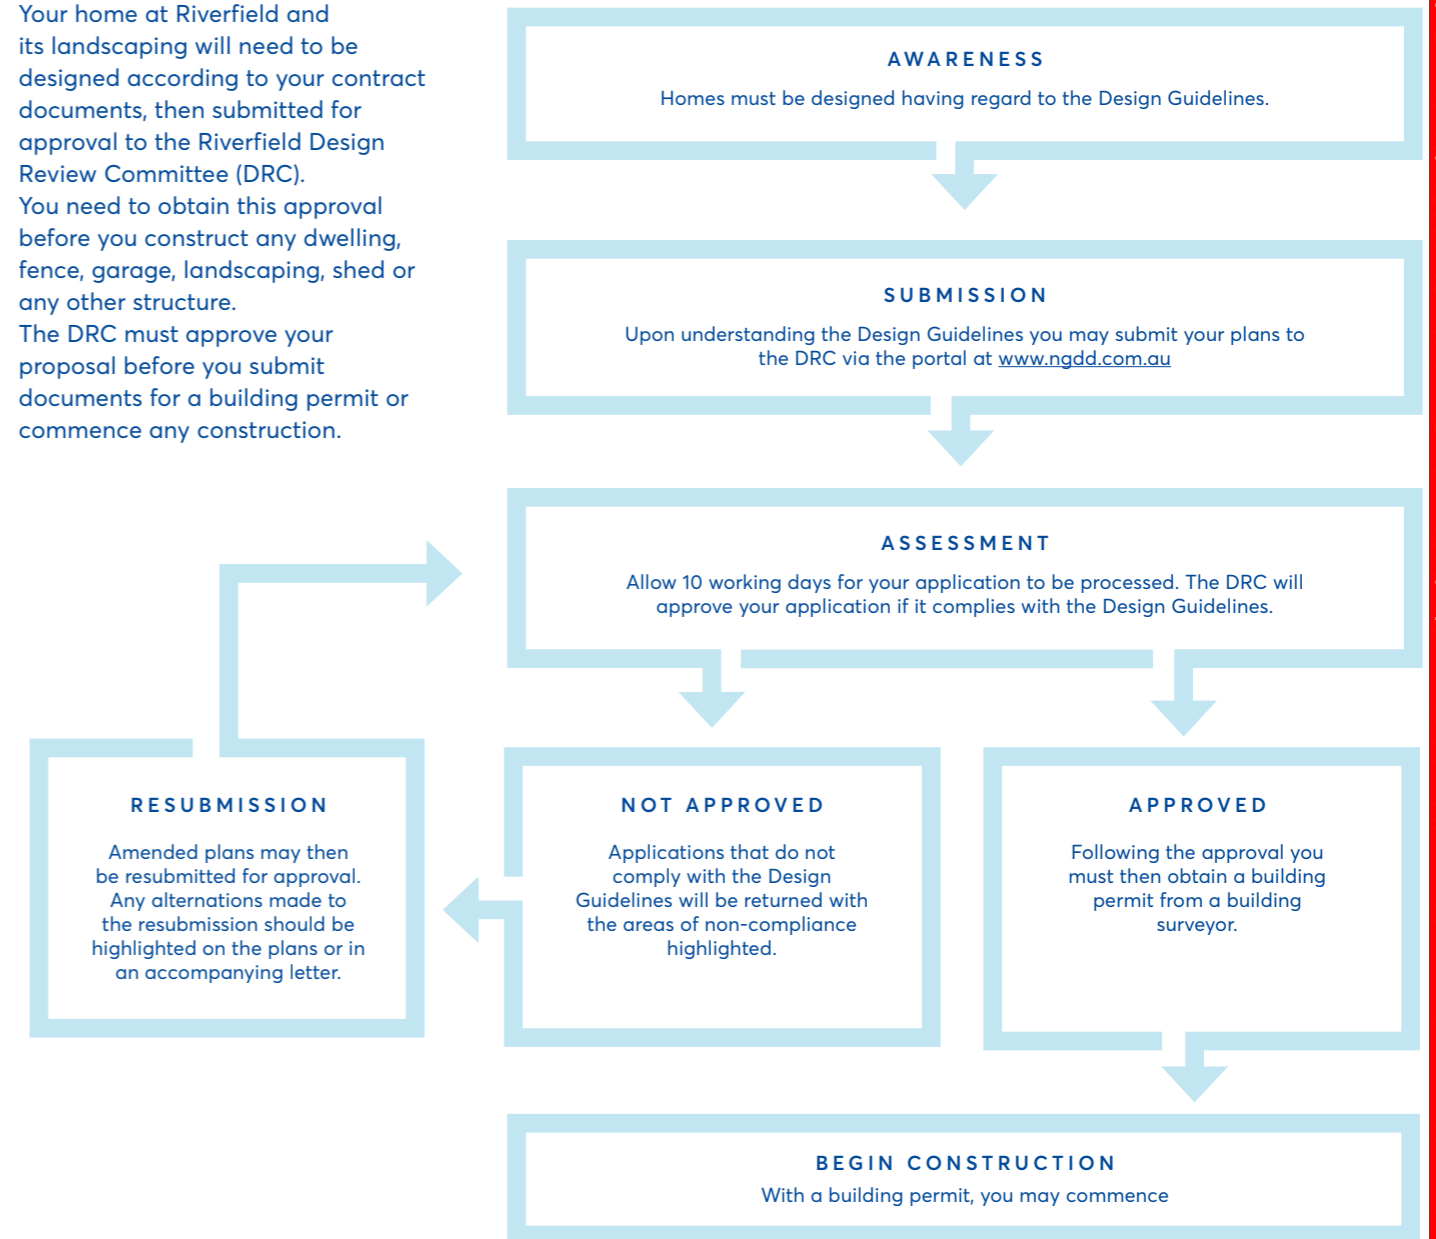 Your home at Riverfield and
its landscaping will need to be
designed according to your contract
documents, then submitted for
approval to the Riverfield Design
Review Committee (DRC).
You need to obtain this approval
before you construct any dwelling,
fence, garage, landscaping, shed or
any other structure.
The DRC must approve your
proposal before you submit
documents for a building permit or
commence any construction.
AWARENESS
Homes must be designed having regard to the Design Guidelines.
SUBMISSION
Upon understanding the Design Guidelines you may submit your plans to
the DRC via the portal at www.ngdd.com.au
ASSESSMENT
Allow 10 working days for your application to be processed. The DRC will
approve your application if it complies with the Design Guidelines.
RESUBMISSION
Amended plans may then
be resubmitted for approval.
Any alternations made to
the resubmission should be
highlighted on the plans or in
an accompanying letter.
NOT APPROVED
Applications that do not
comply with the Design
Guidelines will be returned with
the areas of non-compliance
highlighted.
APPROVED
Following the approval you
must then obtain a building
permit from a building
surveyor.
BEGIN CONSTRUCTION
With a building permit, you may commence